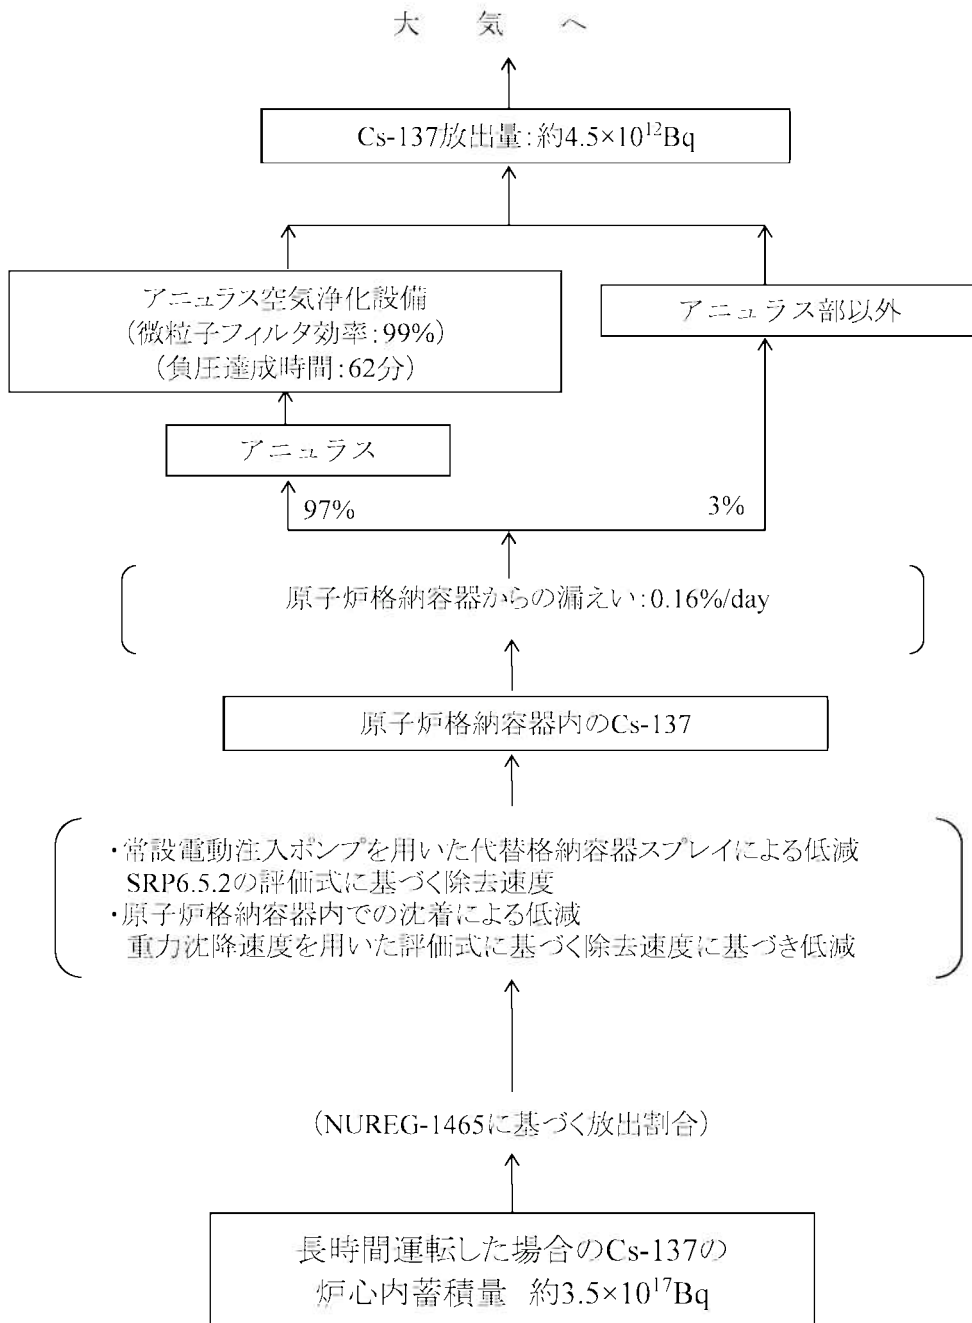 大気へ
Cs-137放出量：約4.5×10¹²Bq
アニュラス空気浄化設備
（微粒子フィルタ効率：99%）
（負圧達成時間：62分）
アニュラス部以外
アニュラス
97%
3%
原子炉格納容器からの漏えい：0.16%/day
原子炉格納容器内のCs-137
・常設電動注入ポンプを用いた代替格納容器スプレイによる低減
SRP6.5.2の評価式に基づく除去速度
・原子炉格納容器内での沈着による低減
重力沈降速度を用いた評価式に基づく除去速度に基づき低減
（NUREG-1465に基づく放出割合）
長時間運転した場合のCs-137の
炉心内蓄積量　約3.5×10¹⁷Bq